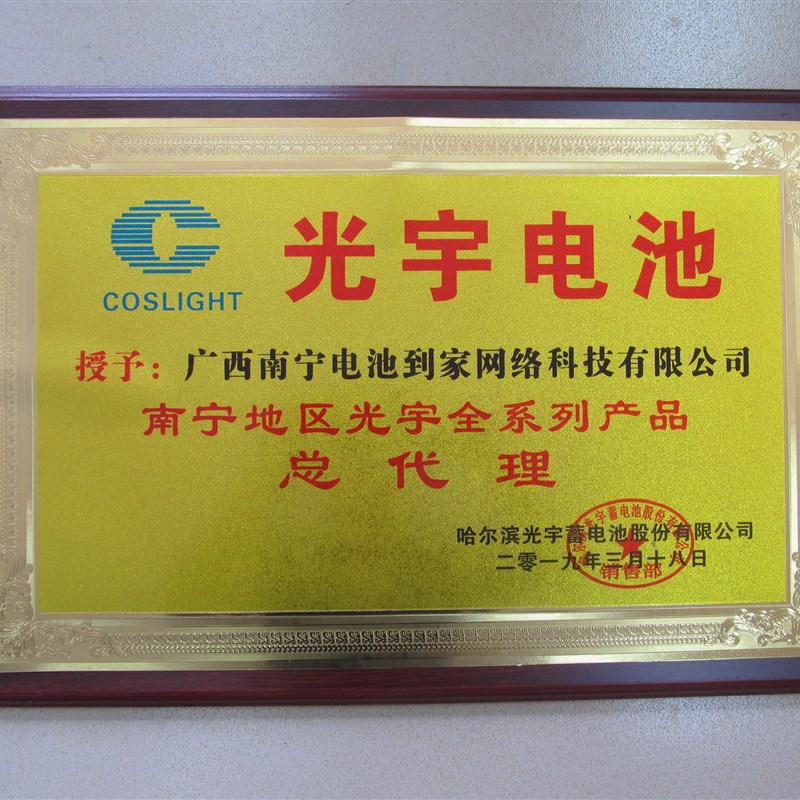 光宇电池
COSLIGHT
授予：广西南宁电池到家网络科技有限公司
南宁地区光宇全系列产品
总代理
哈尔滨光宇蓄电池股份有限公司
二零一九年三月十八日
销售部